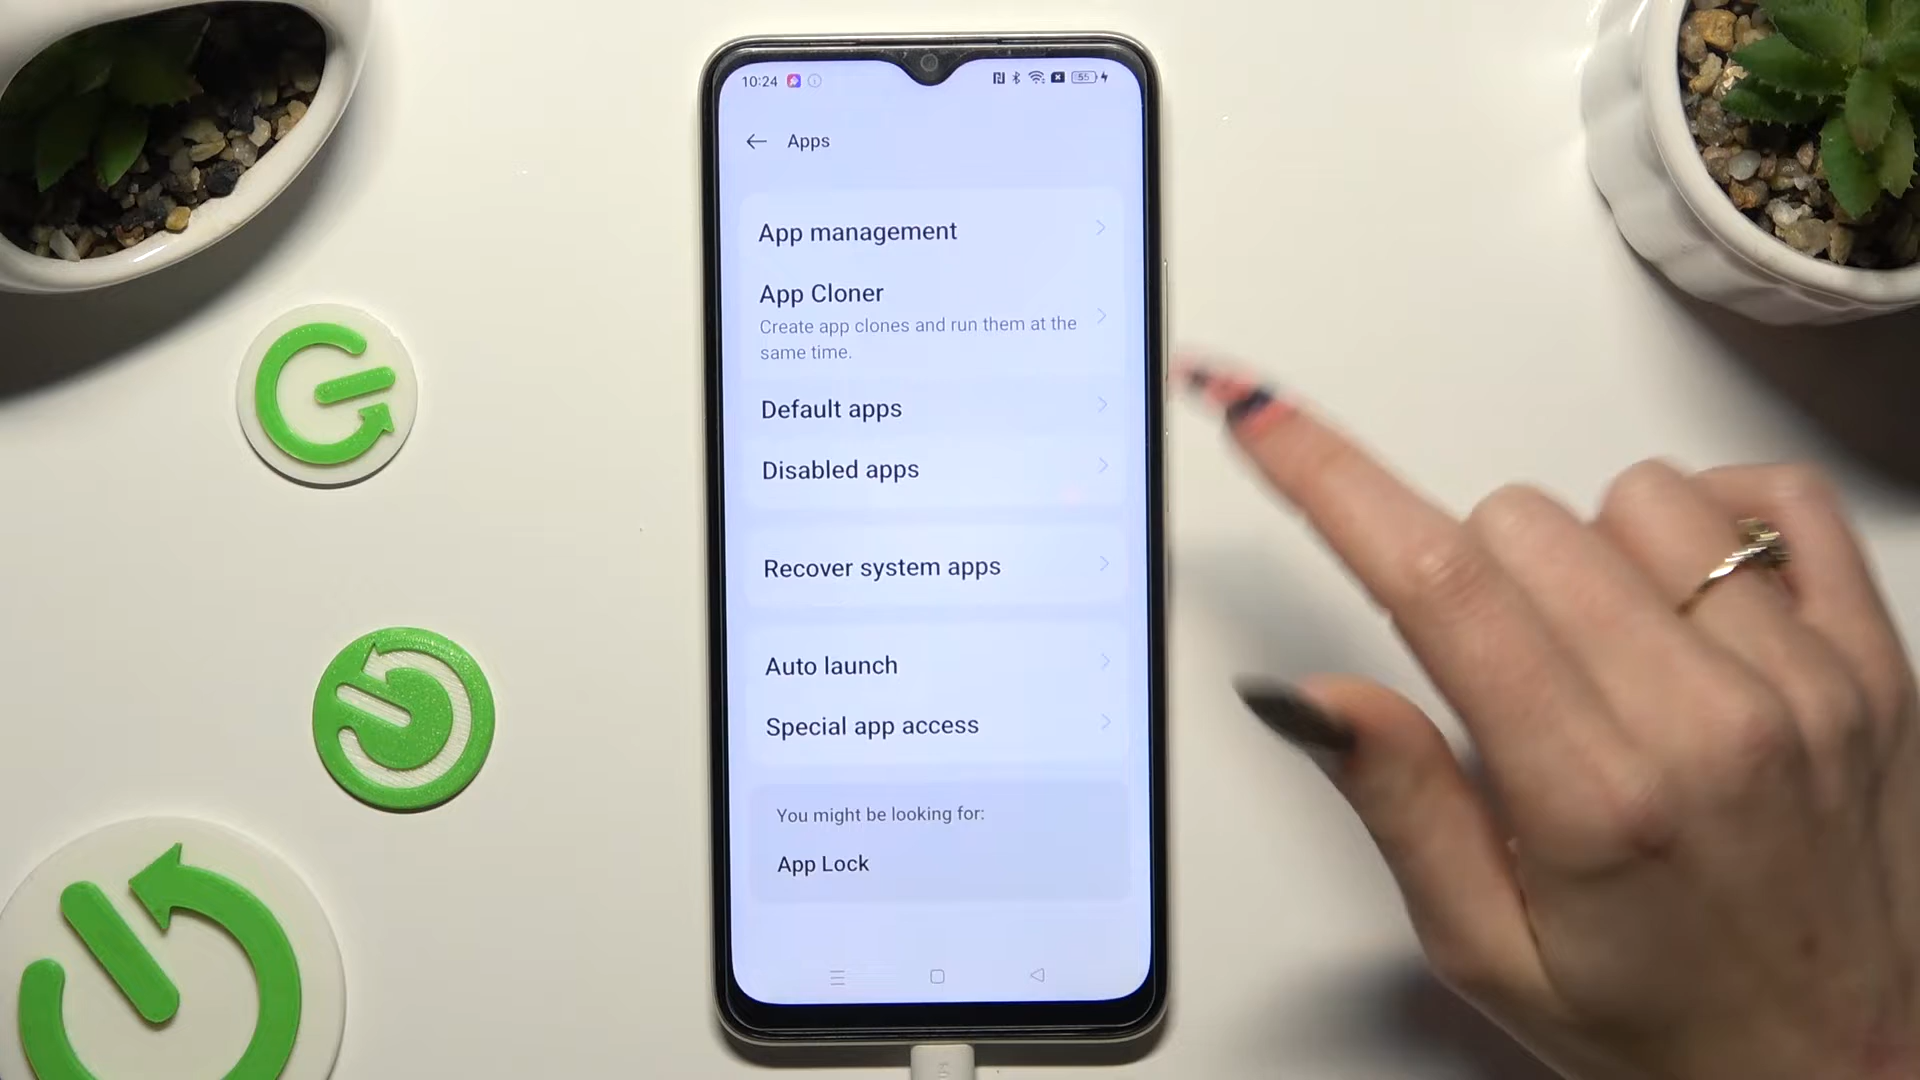 10:24
55
Apps
App management
App Cloner
Create app clones and run them at the
same time.
Default apps
Disabled apps
Recover system apps
Auto launch
Special app access
You might be looking for:
App Lock